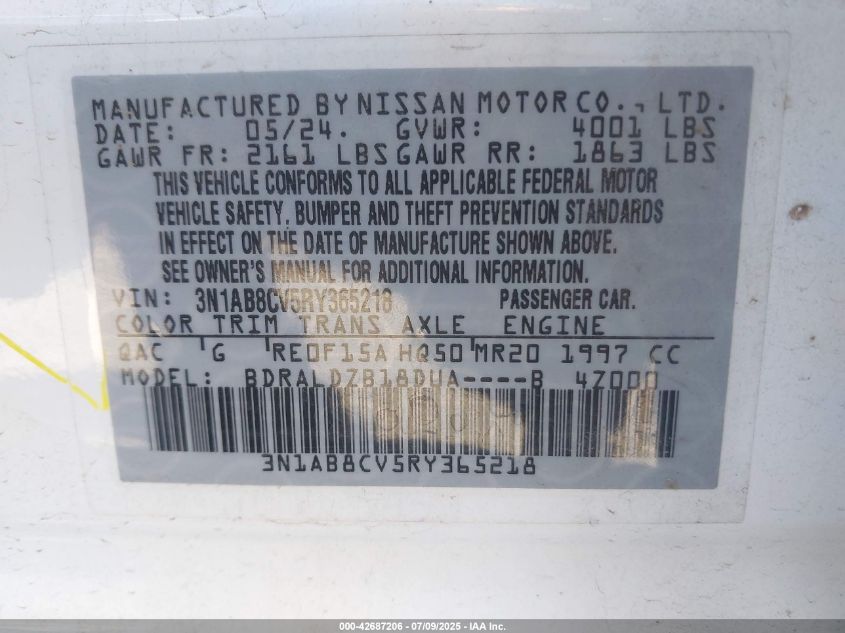 MANUFACTURED BY NISSAN MOTOR CO., LTD.
DATE: 05/24. GVWR: 4001 LBS
GAWR FR: 2161 LBS GAWR RR: 1863 LBS
THIS VEHICLE CONFORMS TO ALL APPLICABLE FEDERAL MOTOR
VEHICLE SAFETY, BUMPER AND THEFT PREVENTION STANDARDS
IN EFFECT ON THE DATE OF MANUFACTURE SHOWN ABOVE.
SEE OWNER'S MANUAL FOR ADDITIONAL INFORMATION.
VIN: 3N1AB8CV5RY365218 PASSENGER CAR.
COLOR TRIM TRANS AXLE ENGINE
QAC G RE0F15A HQ50 MR20 1997 CC
MODEL: BDRALDZB18DUA----B 4Z000
3N1AB8CV5RY365218
000-42687206 - 07/09/2025 - IAA Inc.